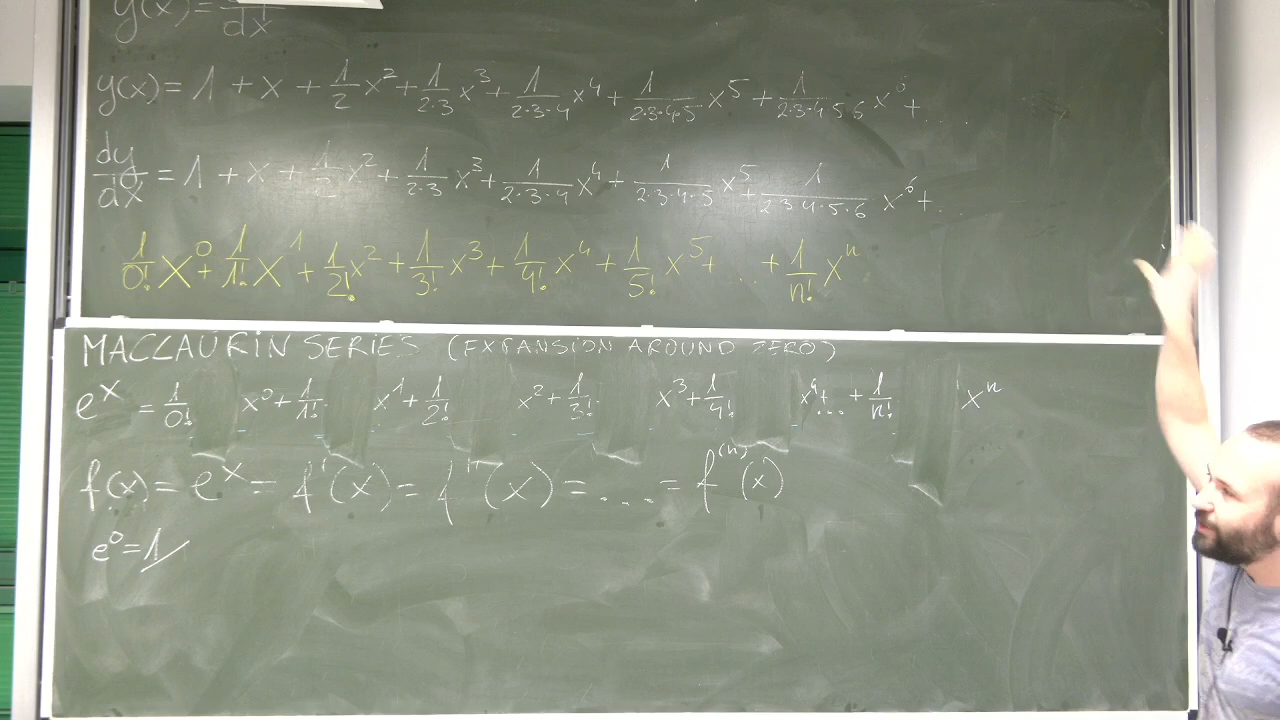 y(x) = dy/dx
y(x) = 1 + x + 1/2 x² + 1/2·3 x³ + 1/2·3·4 x⁴ + 1/2·3·4·5 x⁵ + 1/2·3·4·5·6 x⁶ + ....
dy/dx = 1 + x + 1/2 x² + 1/2·3 x³ + 1/2·3·4 x⁴ + 1/2·3·4·5 x⁵ + 1/2·3·4·5·6 x⁶ + ..
1/0! x⁰ + 1/1! x¹ + 1/2! x² + 1/3! x³ + 1/4! x⁴ + 1/5! x⁵ + ... + 1/n! xⁿ
MACCAURIN SERIES (EXPANSION AROUND ZERO)
eˣ = 1/0! x⁰ + 1/1! x¹ + 1/2! x² + 1/3! x³ + 1/4! x⁴ + ... + 1/n! xⁿ
f(x) = eˣ = f'(x) = f''(x) = .... = f⁽ⁿ⁾(x)
e⁰ = 1